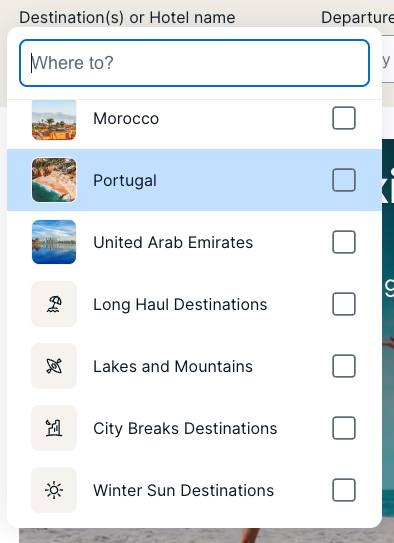 Destination(s) or Hotel name
Departure
Where to?
Morocco
Portugal
United Arab Emirates
Long Haul Destinations
Lakes and Mountains
City Breaks Destinations
Winter Sun Destinations